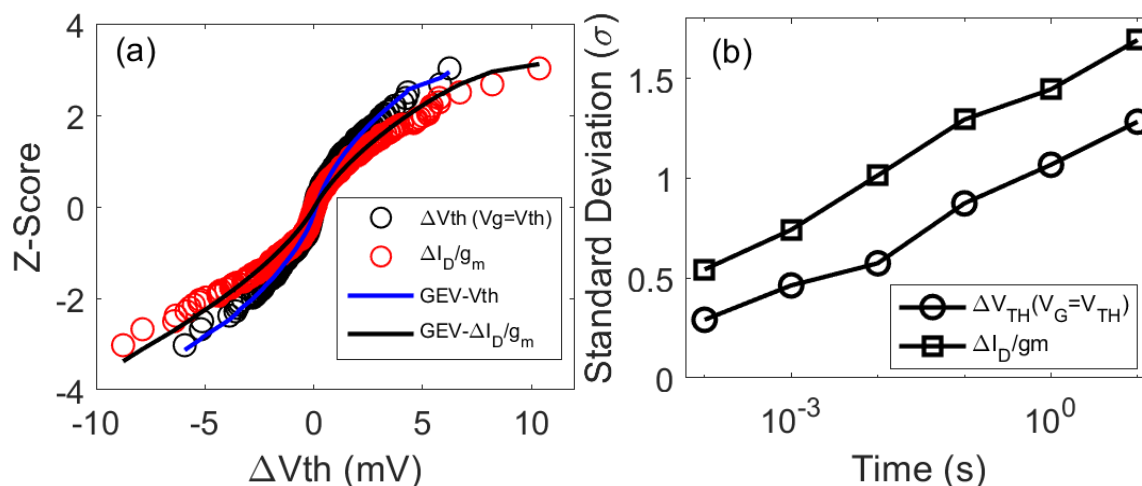 (a)
Z-Score
4
2
0
-2
-4
-10
-5
0
5
10
ΔVth (mV)
ΔVth (Vg=Vth)
ΔI_D/g_m
GEV-Vth
GEV-ΔI_D/g_m
(b)
Standard Deviation (σ)
1.5
1
0.5
0
10^-3
10^0
Time (s)
ΔV_TH(V_G=V_TH)
ΔI_D/gm